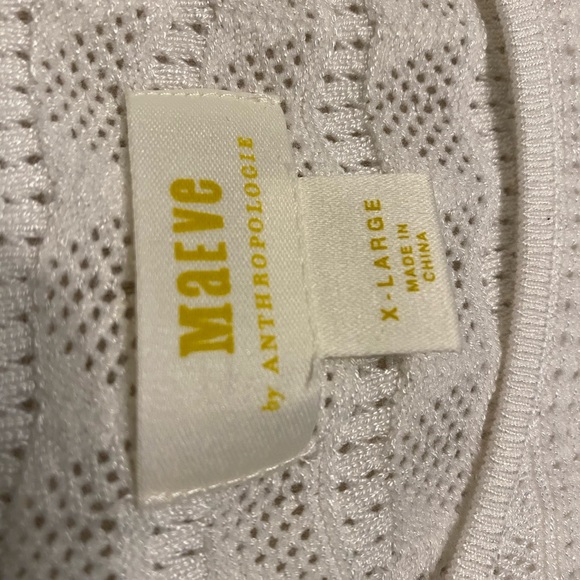 MaEVe
by ANTHROPOLOGIE
X-LARGE
MADE IN
CHINA